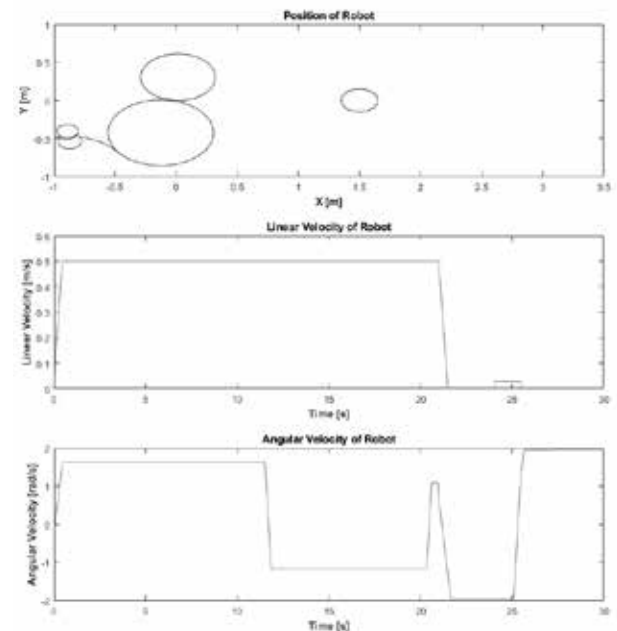 Position of Robot
Y [m]
1
0.5
0
-0.5
-1
-1 -0.5 0 0.5 1 1.5 2 2.5 3 3.5
X [m]
Linear Velocity of Robot
Linear Velocity [m/s]
0.6
0.5
0.4
0.3
0.2
0.1
0
0 5 10 15 20 25 30
Time [s]
Angular Velocity of Robot
Angular Velocity [rad/s]
2
1
0
-1
-2
0 5 10 15 20 25 30
Time [s]